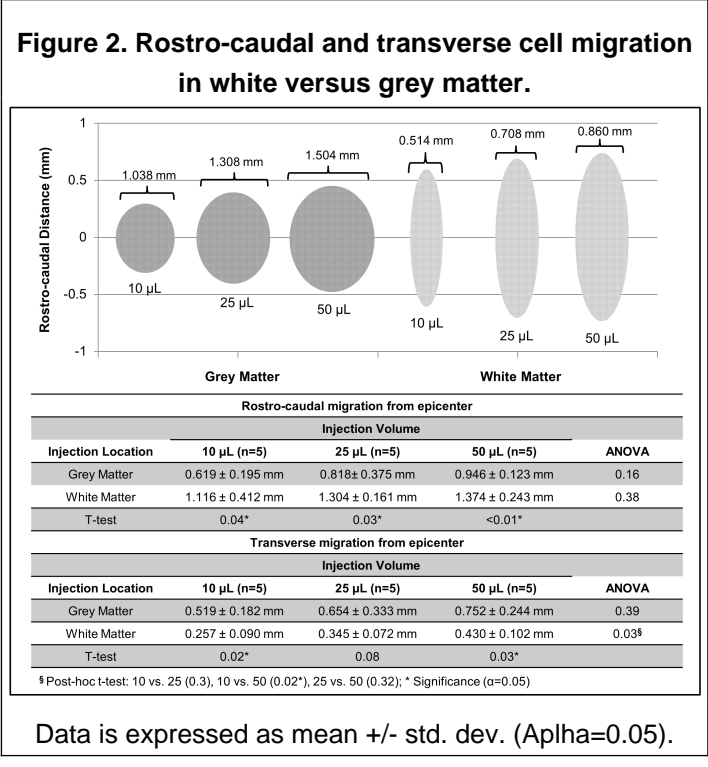 Figure 2. Rostro-caudal and transverse cell migration
in white versus grey matter.
Rostro-caudal Distance (mm)
1
0.5
0
-0.5
-1
1.038 mm
1.308 mm
1.504 mm
0.514 mm
0.708 mm
0.860 mm
10 µL
25 µL
50 µL
10 µL
25 µL
50 µL
Grey Matter White Matter
Rostro-caudal migration from epicenter
Injection Volume
Injection Location 10 µL (n=5) 25 µL (n=5) 50 µL (n=5) ANOVA
Grey Matter 0.619 ± 0.195 mm 0.818± 0.375 mm 0.946 ± 0.123 mm 0.16
White Matter 1.116 ± 0.412 mm 1.304 ± 0.161 mm 1.374 ± 0.243 mm 0.38
T-test 0.04* 0.03* <0.01*
Transverse migration from epicenter
Injection Volume
Injection Location 10 µL (n=5) 25 µL (n=5) 50 µL (n=5) ANOVA
Grey Matter 0.519 ± 0.182 mm 0.654 ± 0.333 mm 0.752 ± 0.244 mm 0.39
White Matter 0.257 ± 0.090 mm 0.345 ± 0.072 mm 0.430 ± 0.102 mm 0.03§
T-test 0.02* 0.08 0.03*
§ Post-hoc t-test: 10 vs. 25 (0.3), 10 vs. 50 (0.02*), 25 vs. 50 (0.32); * Significance (α=0.05)
Data is expressed as mean +/- std. dev. (Aplha=0.05).